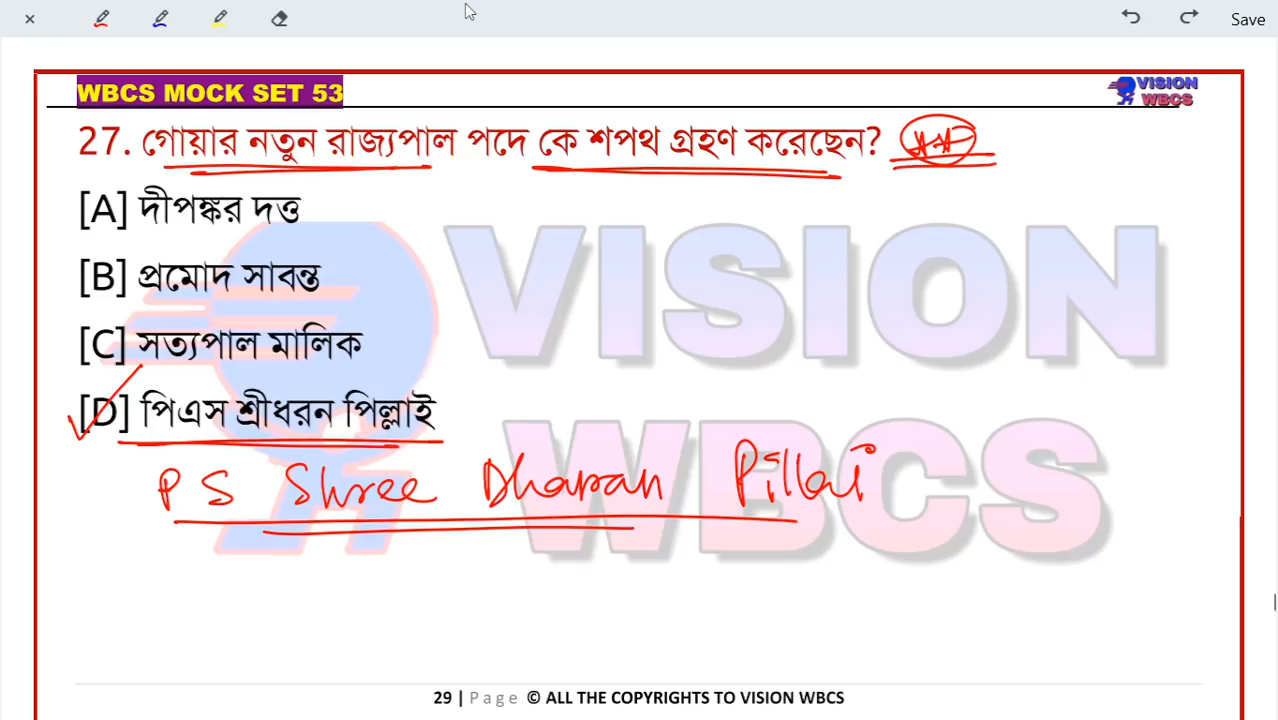 Save
WBCS MOCK SET 53
VISION
WBCS
27. গোয়ার নতুন রাজ্যপাল পদে কে শপথ গ্রহণ করেছেন?
[A] দীপঙ্কর দত্ত
[B] প্রমোদ সাবন্ত
[C] সত্যপাল মালিক
[D] পিএস শ্রীধরন পিল্লাই
P S Shree Dharan Pillai
VISION
WBCS
29 | Page © ALL THE COPYRIGHTS TO VISION WBCS